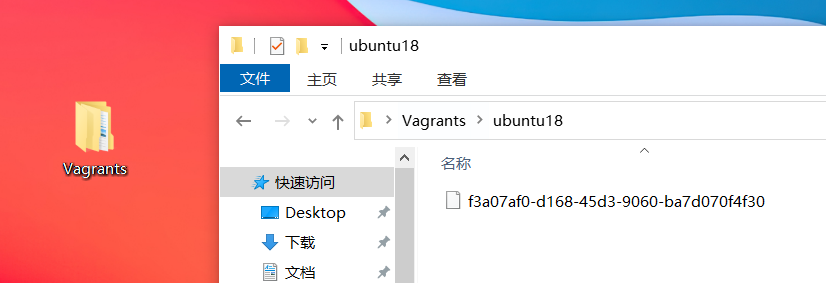 Vagrants
ubuntu18
文件 主页 共享 查看
Vagrants ubuntu18
快速访问
Desktop
下载
文档
名称
f3a07af0-d168-45d3-9060-ba7d070f4f30